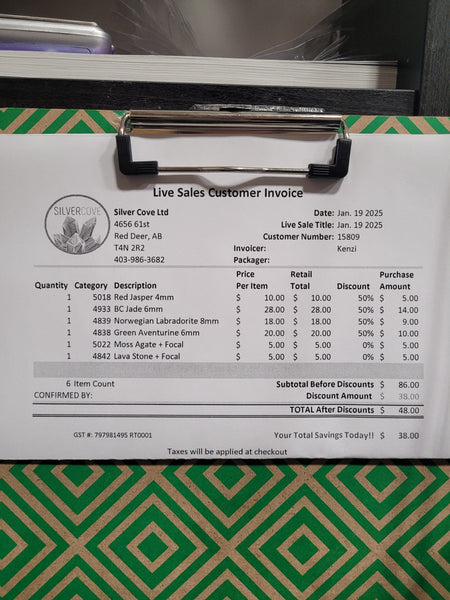 Live Sales Customer Invoice
SILVERCOVE
Silver Cove Ltd
4656 61st
Red Deer, AB
T4N 2R2
403-986-3682
Date: Jan. 19 2025
Live Sale Title: Jan. 19 2025
Customer Number: 15809
Invoicer: Kenzi
Packager:
Quantity Category Description Price Per Item Retail Total Discount Purchase Amount
1 5018 Red Jasper 4mm $ 10.00 $ 10.00 50% $ 5.00
1 4933 BC Jade 6mm $ 28.00 $ 28.00 50% $ 14.00
1 4839 Norwegian Labradorite 8mm $ 18.00 $ 18.00 50% $ 9.00
1 4838 Green Aventurine 6mm $ 20.00 $ 20.00 50% $ 10.00
1 5022 Moss Agate + Focal $ 5.00 $ 5.00 0% $ 5.00
1 4842 Lava Stone + Focal $ 5.00 $ 5.00 0% $ 5.00
6 Item Count Subtotal Before Discounts $ 86.00
CONFIRMED BY: Discount Amount $ 38.00
TOTAL After Discounts $ 48.00
GST #: 797981495 RT0001 Your Total Savings Today!! $ 38.00
Taxes will be applied at checkout